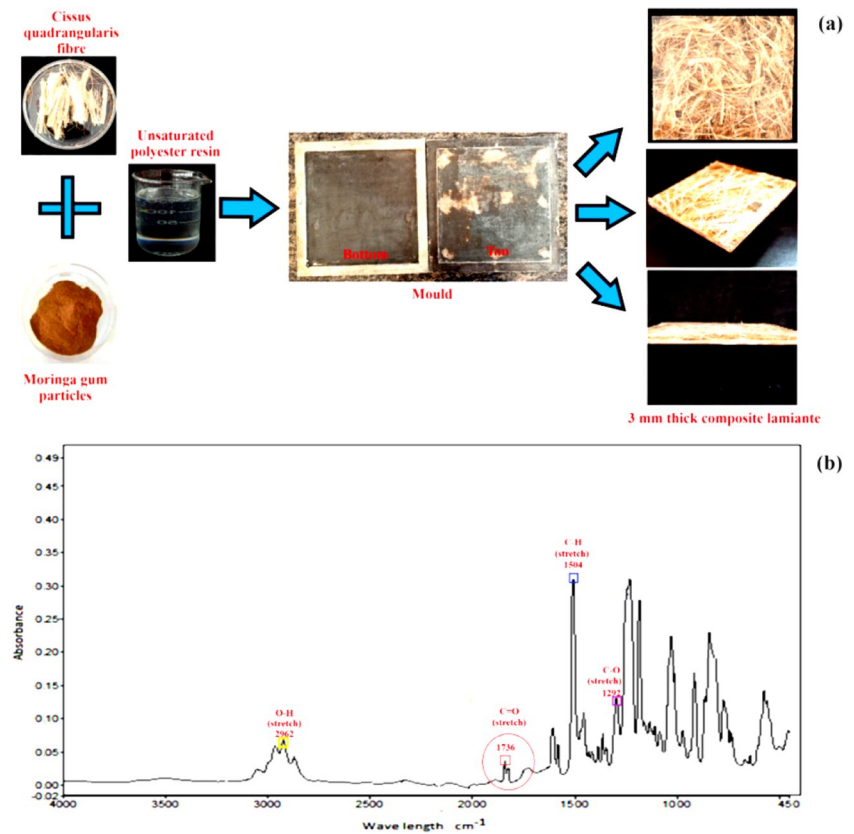 Cissus
quadrangularis
fibre
(a)
Unsaturated
polyester resin
Bottom
Top
Mould
Moringa gum
particles
3 mm thick composite lamiante
(b)
0.49
0.45
0.40
0.35
0.30
0.25
0.20
0.15
0.10
0.05
0.00
-0.02
Absorbance
C-H
(stretch)
1504
C-O
(stretch)
1292
O-H
(stretch)
2962
C=O
(stretch)
1736
4000
3000
2000
1500
1000
450
Wave length cm-1